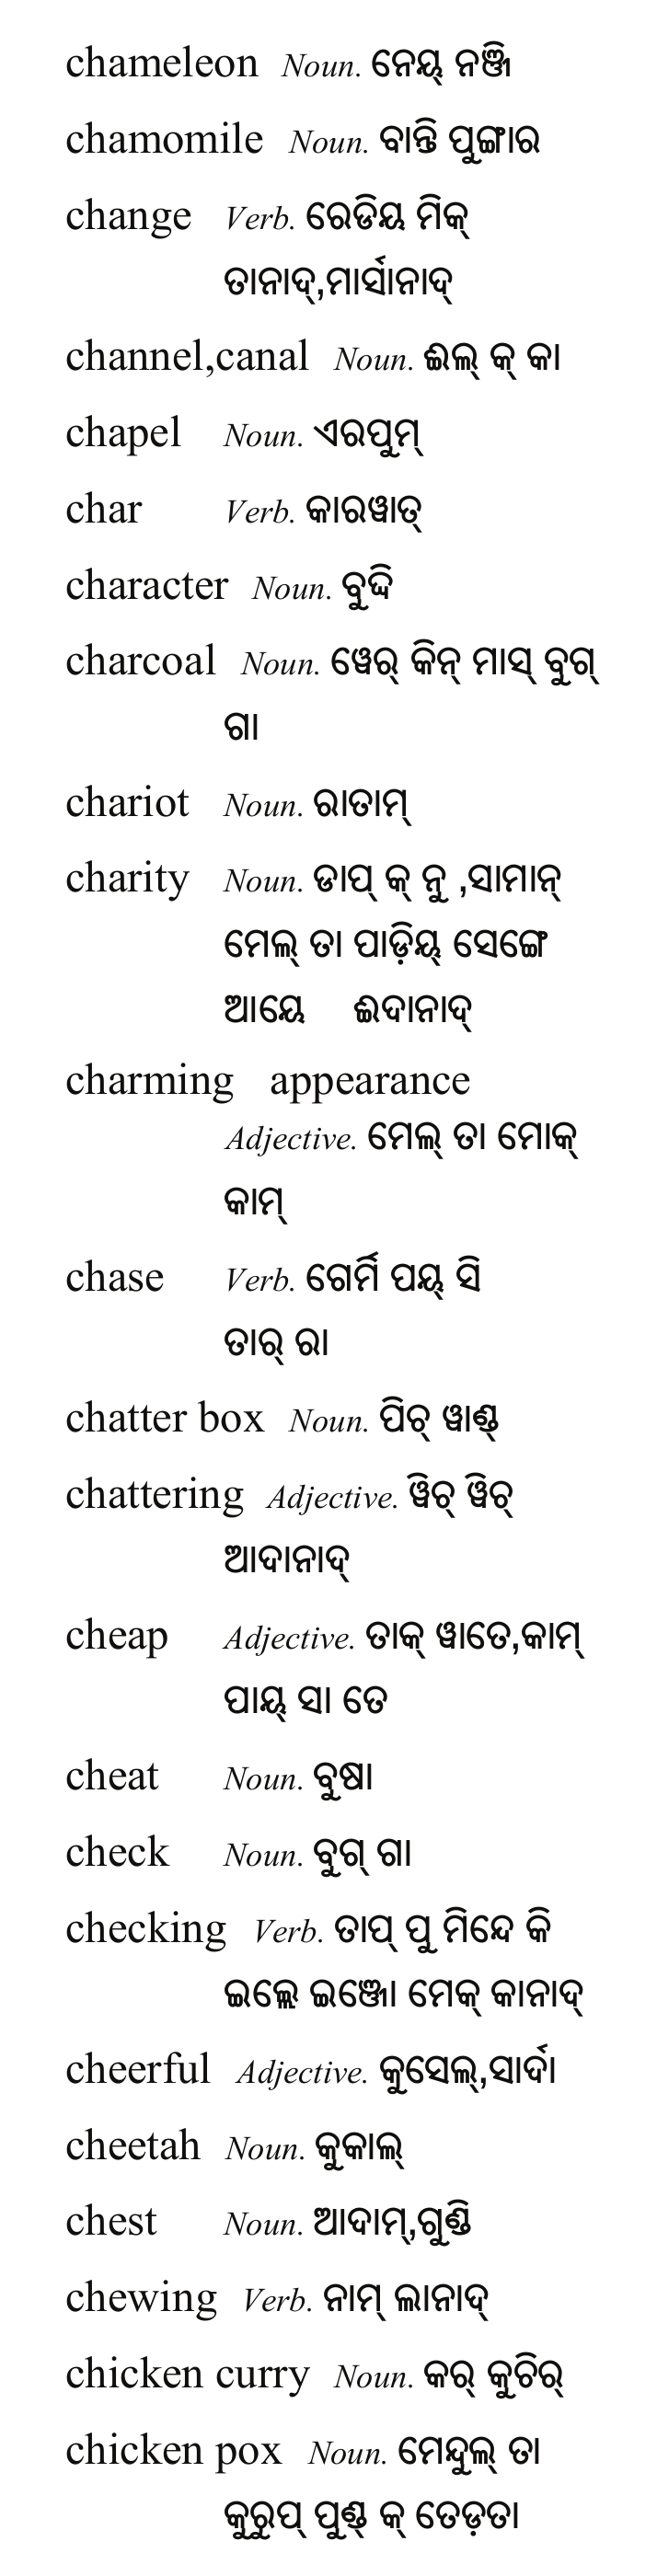 chameleon Noun. ନେୟ୍ ନଞ୍ଜି
chamomile Noun. ବାନ୍ତି ପୁଙ୍ଗାର
change Verb. ରେଡିୟ ମିକ୍
ତାନାଦ୍,ମାର୍ସାନାଦ୍
channel,canal Noun. ଈଲ୍ କ୍ କା
chapel Noun. ଏରପୁମ୍
char Verb. କାରୱାତ୍
character Noun. ବୁଦ୍ଦି
charcoal Noun. ୱେର୍ କିନ୍ ମାସ୍ ବୁଗ୍
ଗା
chariot Noun. ରାତାମ୍
charity Noun. ଡାପ୍ କ୍ ନୁ ,ସାମାନ୍
ମେଲ୍ ତା ପାଡ଼ିୟ୍ ସେଙ୍ଗେ
ଆୟେ ଈଦାନାଦ୍
charming appearance
Adjective. ମେଲ୍ ତା ମୋକ୍
କାମ୍
chase Verb. ଗେର୍ମି ପୟ୍ ସି
ତାର୍ ରା
chatter box Noun. ପିଚ୍ ୱାଣ୍ଡ୍
chattering Adjective. ୱିଚ୍ ୱିଚ୍
ଆଦାନାଦ୍
cheap Adjective. ତାକ୍ ୱାତେ,କାମ୍
ପାୟ୍ ସା ତେ
cheat Noun. ବୁଷା
check Noun. ବୁଗ୍ ଗା
checking Verb. ତାପ୍ ପୁ ମିନ୍ଦେ କି
ଇଲ୍ଲେ ଇଞ୍ଜୋ ମେକ୍ କାନାଦ୍
cheerful Adjective. କୁସେଲ୍,ସାର୍ଦା
cheetah Noun. କୁକାଲ୍
chest Noun. ଆଦାମ୍,ଗୁଣ୍ଡି
chewing Verb. ନାମ୍ ଲାନାଦ୍
chicken curry Noun. କର୍ କୁଚିର୍
chicken pox Noun. ମେନ୍ଦୁଲ୍ ତା
କୁରୁପ୍ ପୁଣ୍ଡ୍ କ୍ ତେଡ଼ତା